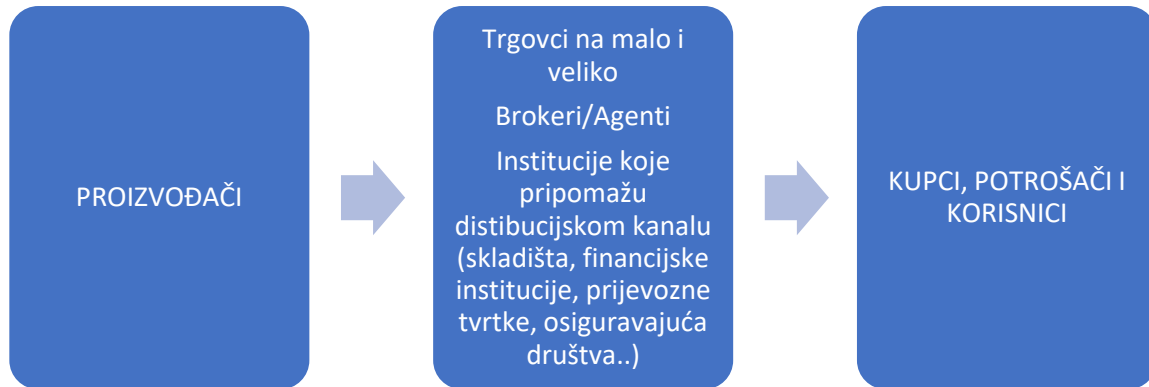 PROIZVOĐAČI
Trgovci na malo i
veliko
Brokeri/Agenti
Institucije koje
pripomažu
distibucijskom kanalu
(skladišta, financijske
institucije, prijevozne
tvrtke, osiguravajuća
društva..)
KUPCI, POTROŠAČI I
KORISNICI